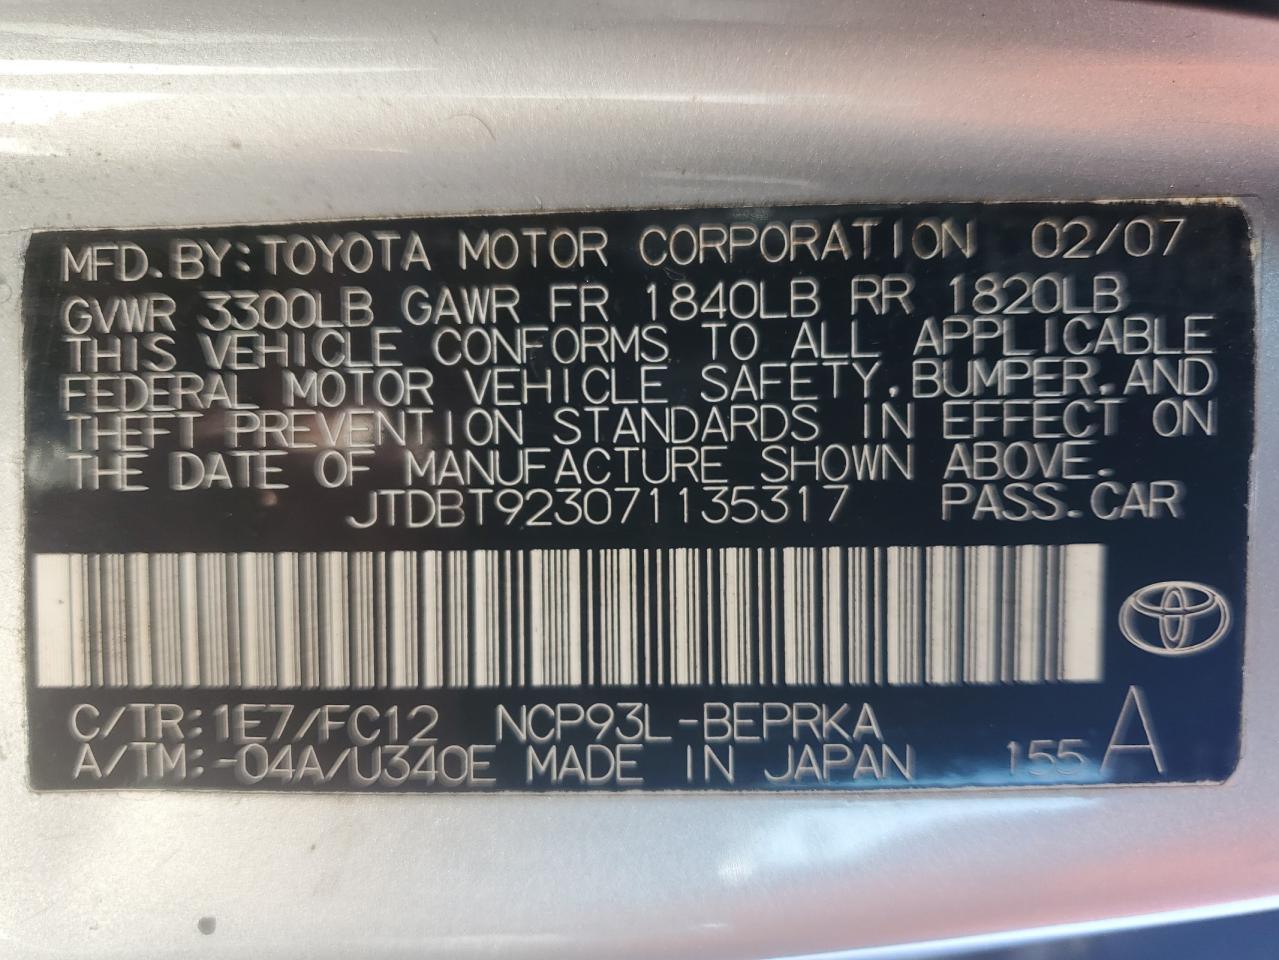 MFD. BY: TOYOTA MOTOR CORPORATION 02/07
GVWR 3300LB GAWR FR 1840LB RR 1820LB
THIS VEHICLE CONFORMS TO ALL APPLICABLE
FEDERAL MOTOR VEHICLE SAFETY, BUMPER, AND
THEFT PREVENTION STANDARDS IN EFFECT ON
THE DATE OF MANUFACTURE SHOWN ABOVE.
JTDBT923071135317 PASS. CAR
C/TR: 1E7/FC12 NCP93L-BEPRKA
A/TM: -04A/U340E MADE IN JAPAN 155 A